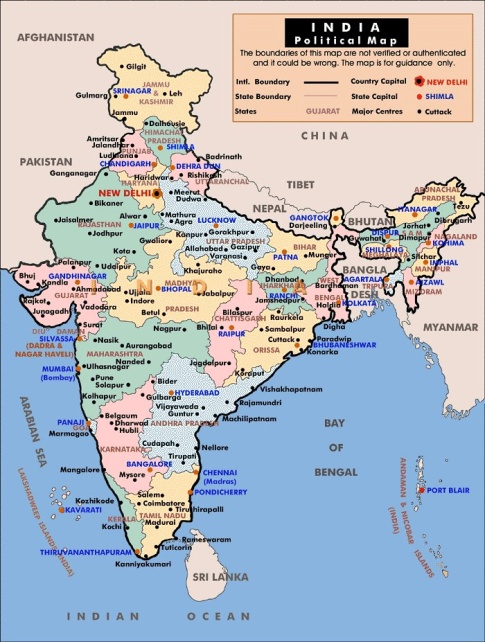 INDIA
Political Map
The boundaries of this map are not verified or authenticated
and it could be wrong. The map is for guidance only.
Intl. Boundary
Country Capital
NEW DELHI
State Boundary
State Capital
SHIMLA
States
GUJARAT
Major Centres
Cuttack
AFGHANISTAN
Gilgit
JAMMU
&
KASHMIR
SRINAGAR
Gulmarg
Leh
Jammu
CHINA
Dalhousie
HIMACHAL
PRADESH
Amritsar
Jalandhar
PUNJAB
SHIMLA
Ludhiana
CHANDIGARH
Badrinath
DEHRA DUN
PAKISTAN
Ganganagar
Haridwar
Rishikesh
UTTARANCHAL
HARYANA
TIBET
NEW DELHI
Meerut
Dudwa
Bikaner
NEPAL
ARUNACHAL
PRADESH
Jaisalmer
RAJASTHAN
Alwar
Mathura
Agra
LUCKNOW
GANGTOK
Darjeeling
BHUTAN
ITANAGAR
Tezu
Dibrugarh
JAIPUR
Jodhpur
Kanpur
Gorakhpur
UTTAR PRADESH
DISPUR
Guwahati
Jorhat
Dimapur
NAGALAND
KOHIMA
Gwaliore
Allahabad
Gazipur
Varanasi
BIHAR
PATNA
Munger
SHILLONG
MEGHALAYA
Silchar
IMPHAL
MANIPUR
Kota
Khajuraho
Gaya
Palanpur
Udaipur
Bhuj
Kandla
GANDHINAGAR
Ahmadabad
Ujjain
Indore
MADHYA
BHOPAL
Jabalpur
INDIA
Dhanbad
RANCHI
Jamshedpur
WEST
BENGAL
Bardhaman
Haldia
KOLKATA
BANGLA
DESH
AGARTALA
TRIPURA
AIZAWL
MIZORAM
Rajkot
GUJARAT
Junagadh
Vadodara
Betul
PRADESH
Bilaspur
CHATTISGARH
Raurkela
Surat
DIU
DAMAN
SILVASSA
(DADRA &
NAGAR HAVELI)
Nagpur
Bhilai
RAIPUR
Sambalpur
Digha
MYANMAR
Nasik
Aurangabad
MAHARASHTRA
Cuttack
ORISSA
Paradwip
BHUBANESHWAR
Konarka
Nanded
Jagdalpur
Koraput
MUMBAI
(Bombay)
Ulhasnagar
Pune
Solapur
Bider
HYDERABAD
Vishakhapatnam
Kolhapur
Gulbarga
Rajamundri
Vijayawada
Guntur
ARABIAN SEA
Belgaum
PANAJI
GOA
Dharwad
Hubli
ANDHRA PRADESH
Machilipatnam
Marmagao
BAY
OF
BENGAL
KARNATAKA
Cudapah
Nellore
Tirupati
Mangalore
BANGALORE
CHENNAI
(Madras)
Mysore
PONDICHERRY
PORT BLAIR
ANDAMAN & NICOBAR
ISLANDS
(INDIA)
LAKSHADWEEP ISLANDS
(INDIA)
KAVARATI
Kozhikode
Salem
Coimbatore
Tiruchirapalli
KERALA
TAMIL NADU
Kochi
Madurai
Rameswaram
Tuticorin
THIRUVANANTHAPURAM
Kanniyakumari
SRI LANKA
INDIAN OCEAN